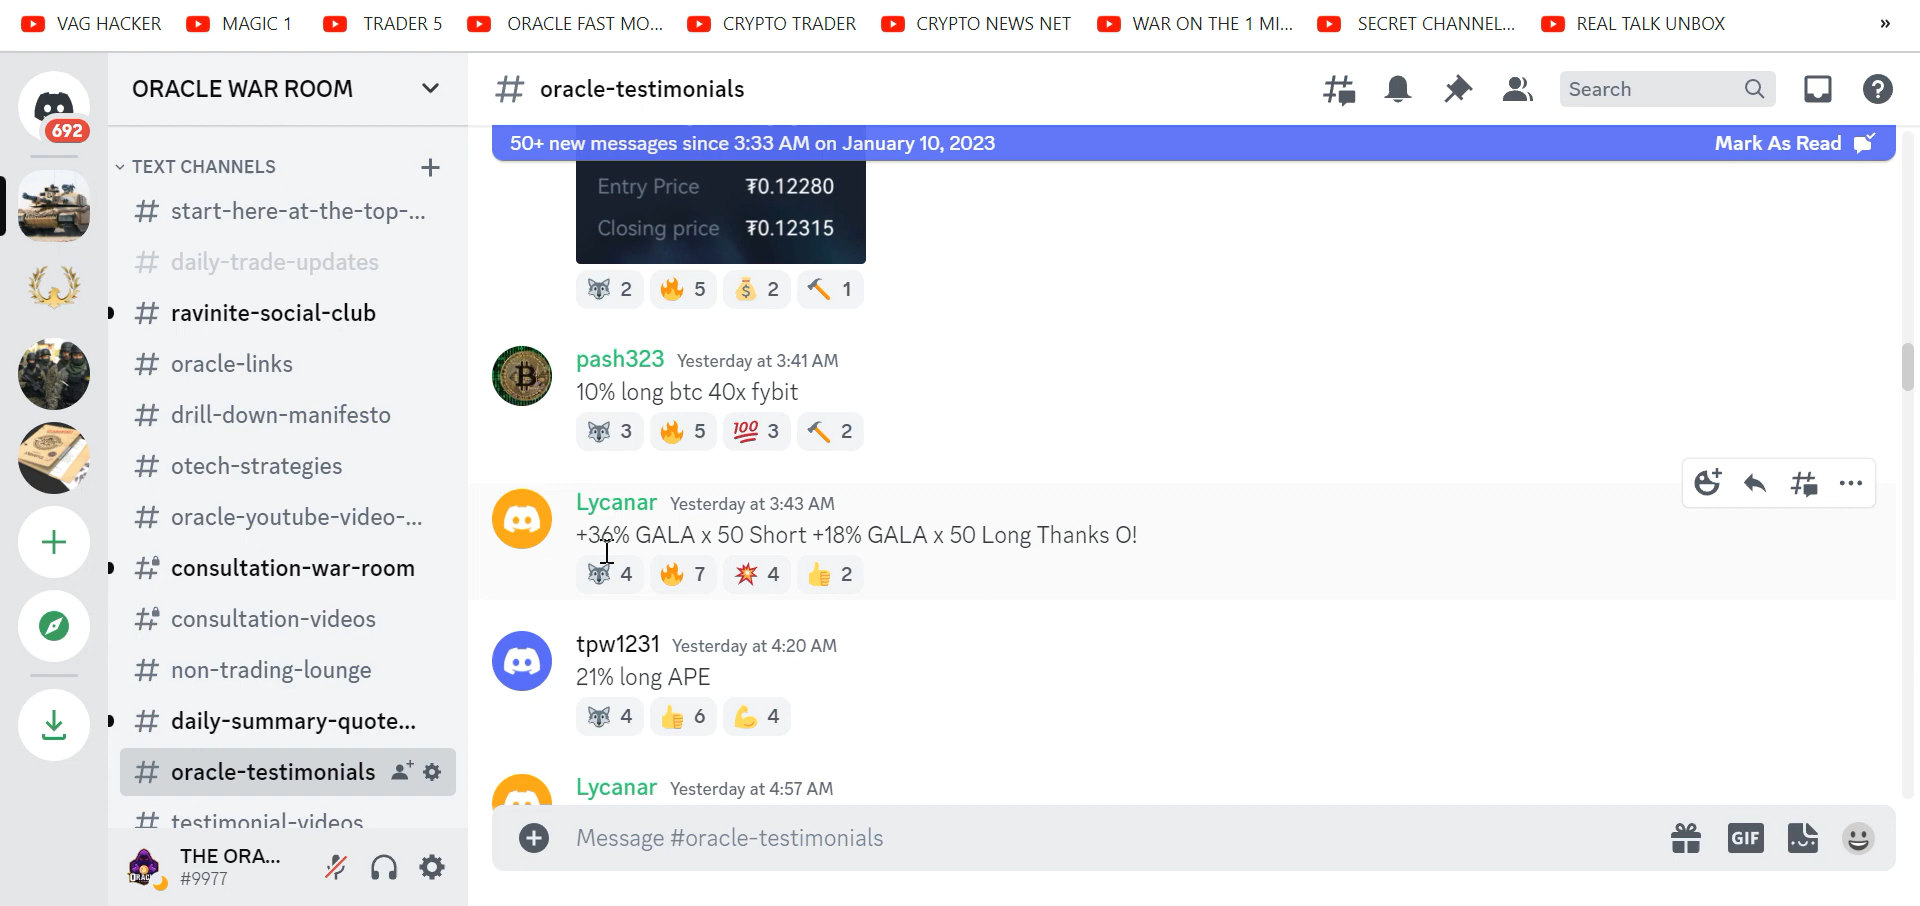 VAG HACKER
MAGIC 1
TRADER 5
ORACLE FAST MO...
CRYPTO TRADER
CRYPTO NEWS NET
WAR ON THE 1 MI...
SECRET CHANNEL...
REAL TALK UNBOX
»
692
ORACLE WAR ROOM
TEXT CHANNELS
# start-here-at-the-top-...
# daily-trade-updates
# ravinite-social-club
# oracle-links
# drill-down-manifesto
# otech-strategies
# oracle-youtube-video-...
# consultation-war-room
# consultation-videos
# non-trading-lounge
# daily-summary-quote...
# oracle-testimonials
# testimonial-videos
THE ORA...
#9977
# oracle-testimonials
Search
50+ new messages since 3:33 AM on January 10, 2023
Mark As Read
Entry Price ₮0.12280
Closing price ₮0.12315
2 5 2 1
pash323 Yesterday at 3:41 AM
10% long btc 40x fybit
3 5 100 3 2
Lycanar Yesterday at 3:43 AM
+36% GALA x 50 Short +18% GALA x 50 Long Thanks O!
4 7 4 2
tpw1231 Yesterday at 4:20 AM
21% long APE
4 6 4
Lycanar Yesterday at 4:57 AM
Message #oracle-testimonials
GIF